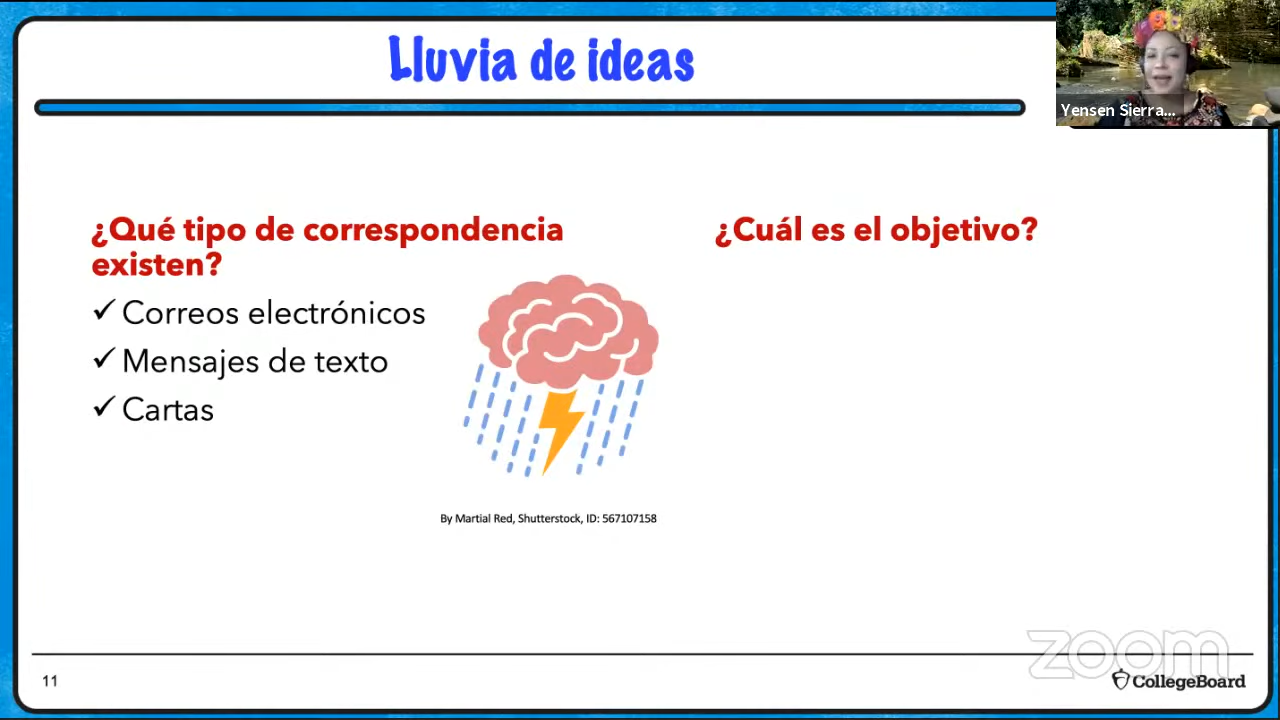 Lluvia de ideas
Yensen Sierra...
¿Qué tipo de correspondencia
existen?
✓ Correos electrónicos
✓ Mensajes de texto
✓ Cartas
¿Cuál es el objetivo?
By Martial Red, Shutterstock, ID: 567107158
zoom
11
CollegeBoard